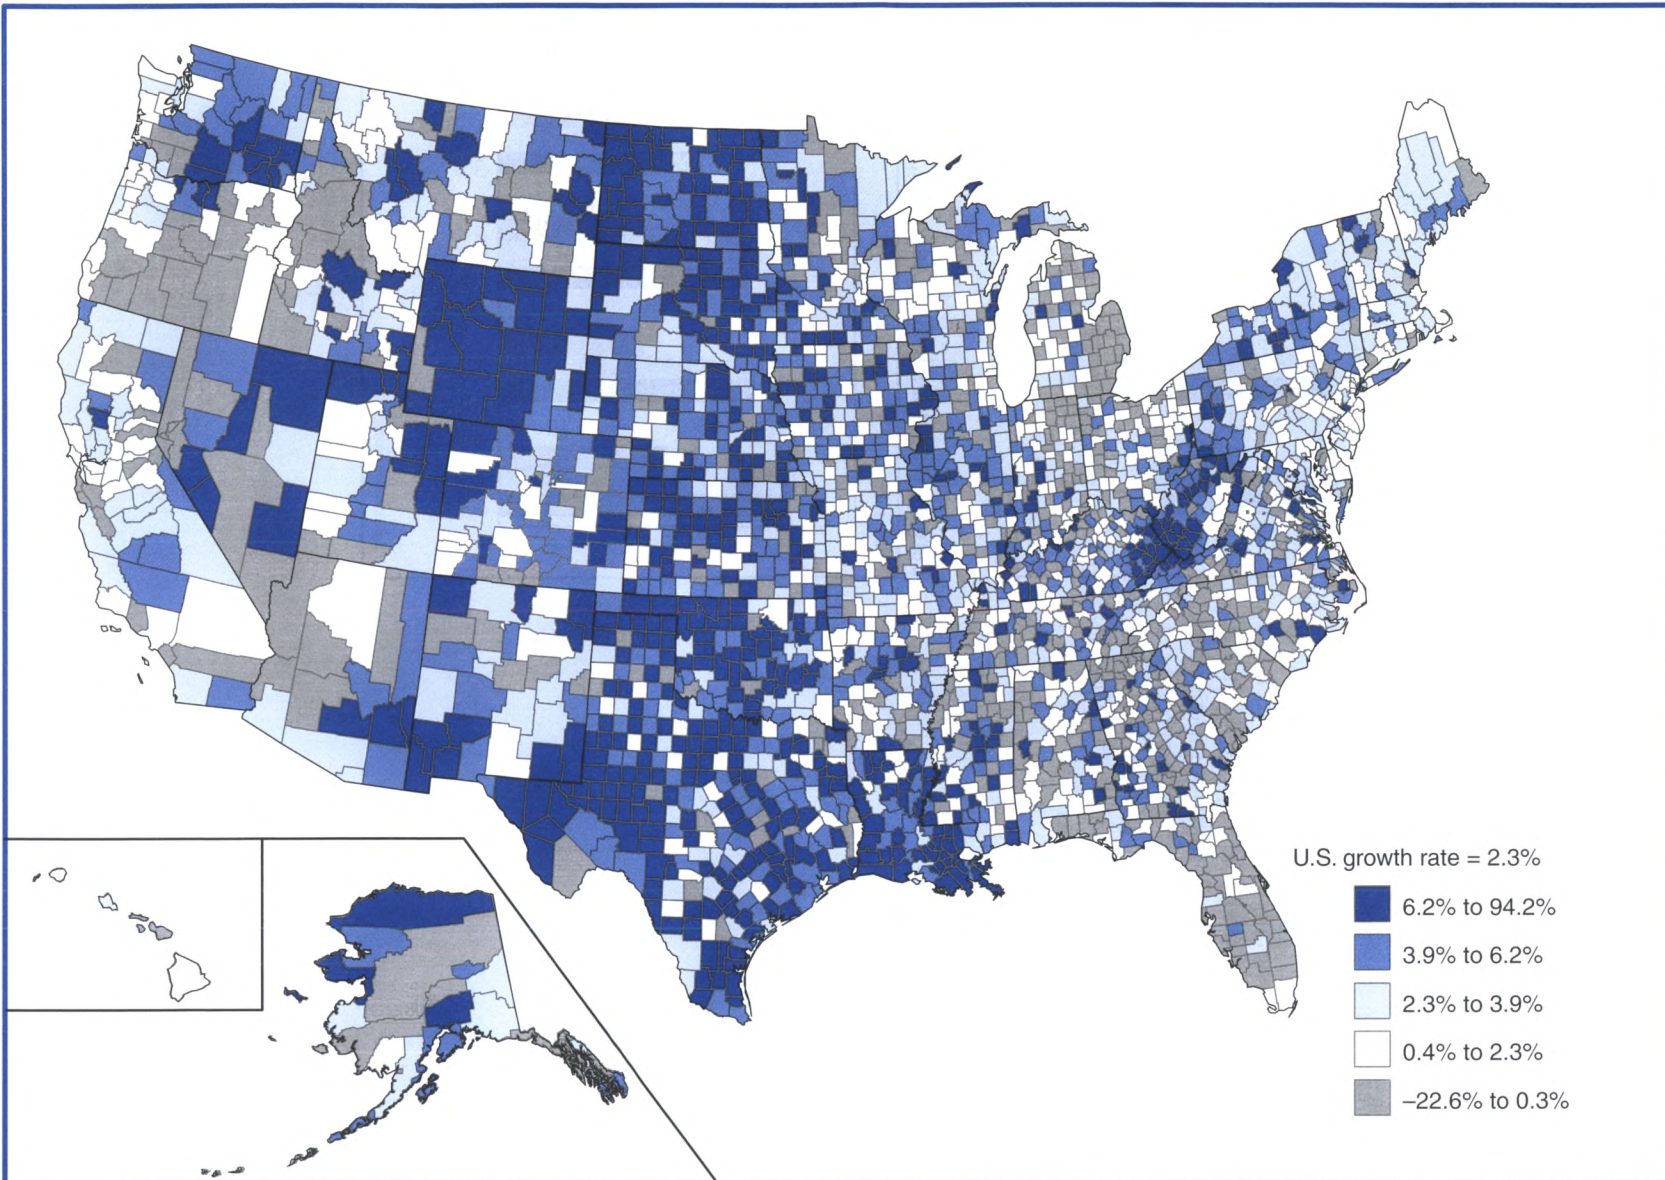 U.S. growth rate = 2.3%
6.2% to 94.2%
3.9% to 6.2%
2.3% to 3.9%
0.4% to 2.3%
–22.6% to 0.3%